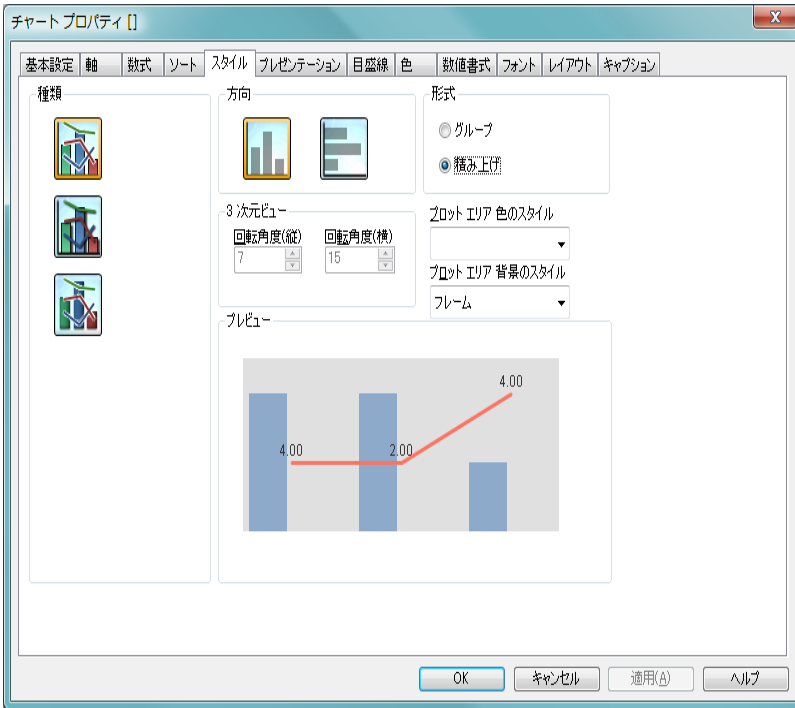 チャート プロパティ []
X
基本設定 軸 数式 ソート スタイル プレゼンテーション 目盛線 色 数値書式 フォント レイアウト キャプション
種類
方向
形式
グループ
積み上げ
3 次元ビュー
回転角度(縦) 回転角度(横)
7 15
プロット エリア 色のスタイル
プロット エリア 背景のスタイル
フレーム
プレビュー
4.00
4.00 2.00
OK キャンセル 適用(A) ヘルプ